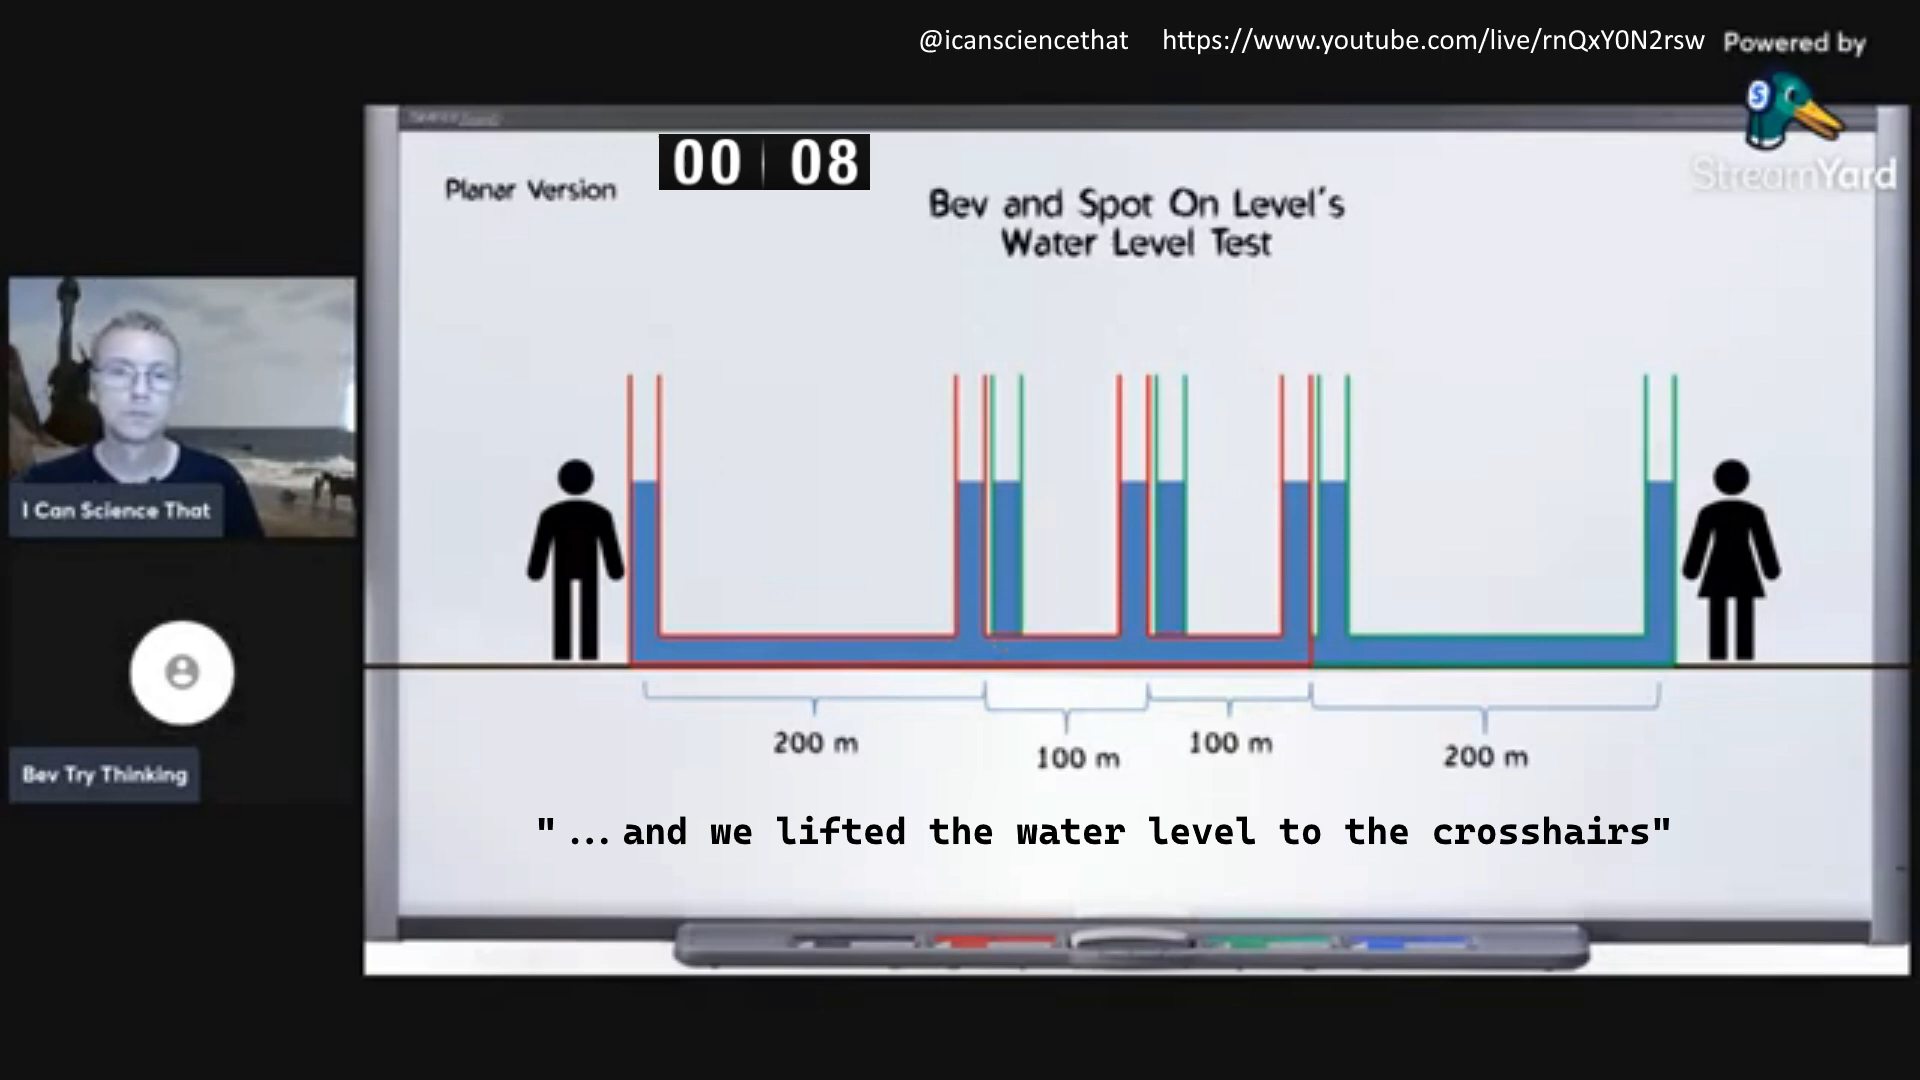 @icansciencethat https://www.youtube.com/live/rnQxY0N2rsw Powered by
StreamYard
00 08
Planar Version
Bev and Spot On Level's
Water Level Test
I Can Science That
Bev Try Thinking
200 m
100 m
100 m
200 m
"...and we lifted the water level to the crosshairs"